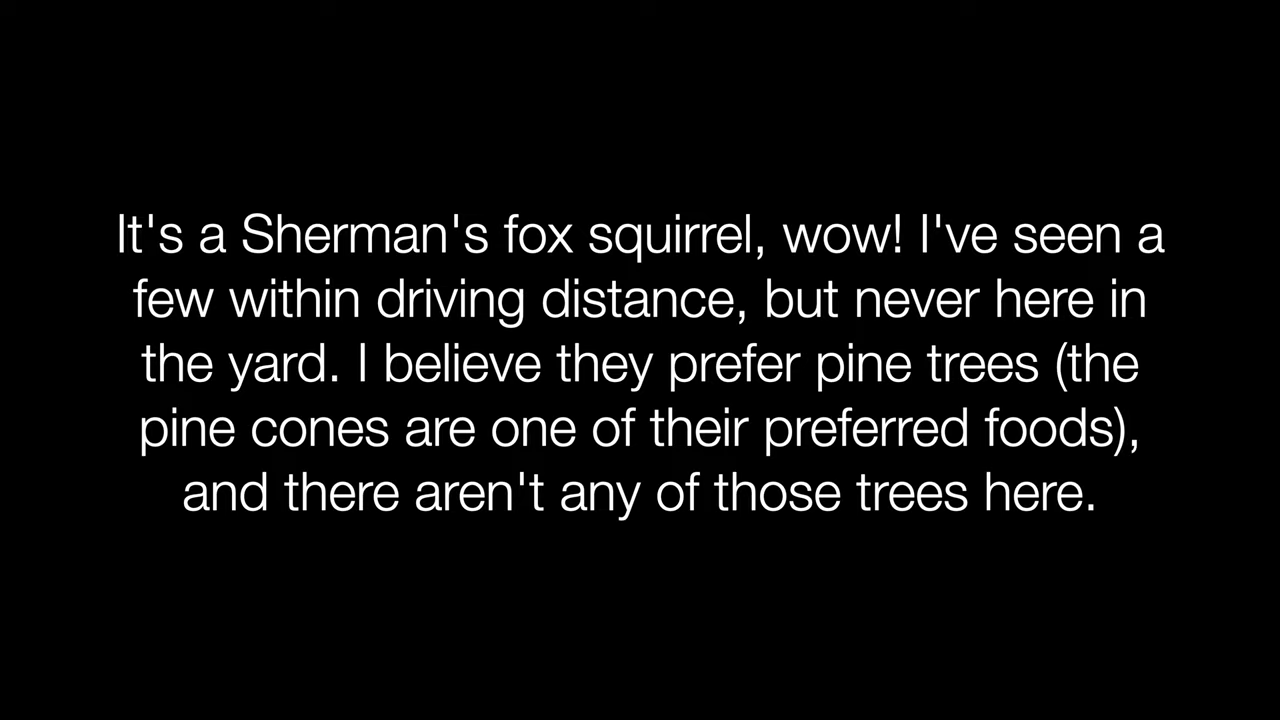 It's a Sherman's fox squirrel, wow! I've seen a
few within driving distance, but never here in
the yard. I believe they prefer pine trees (the
pine cones are one of their preferred foods),
and there aren't any of those trees here.